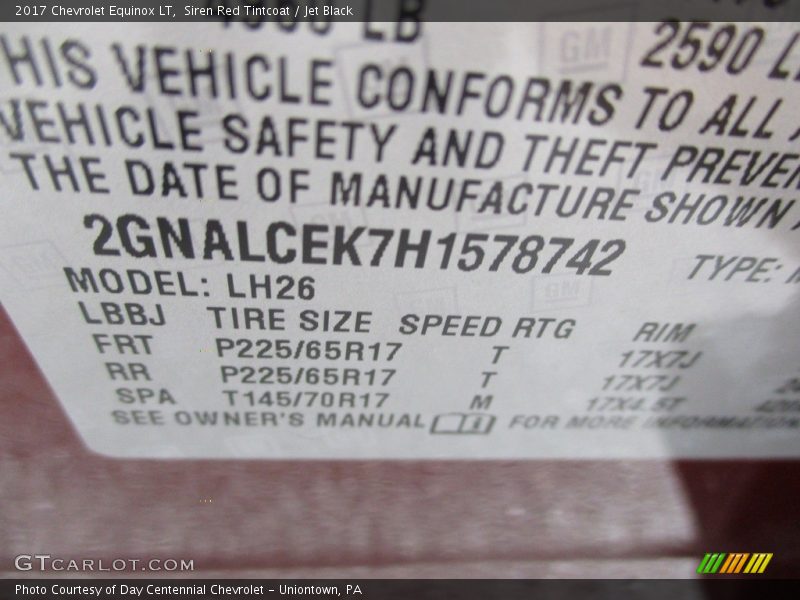 2017 Chevrolet Equinox LT, Siren Red Tintcoat / Jet Black
LB
2590
THIS VEHICLE CONFORMS TO ALL
VEHICLE SAFETY AND THEFT
THE DATE OF MANUFACTURE SHOWN
2GNALCEK7H1578742
MODEL: LH26 TYPE:
LBBJ TIRE SIZE SPEED RTG RIM
FRT P225/65R17 T 17X7J
RR P225/65R17 T 17X7J
SPA T145/70R17 M 17X4.5T
SEE OWNER'S MANUAL FOR MORE INFORMATION
GTCARLOT.COM
Photo Courtesy of Day Centennial Chevrolet - Uniontown, PA